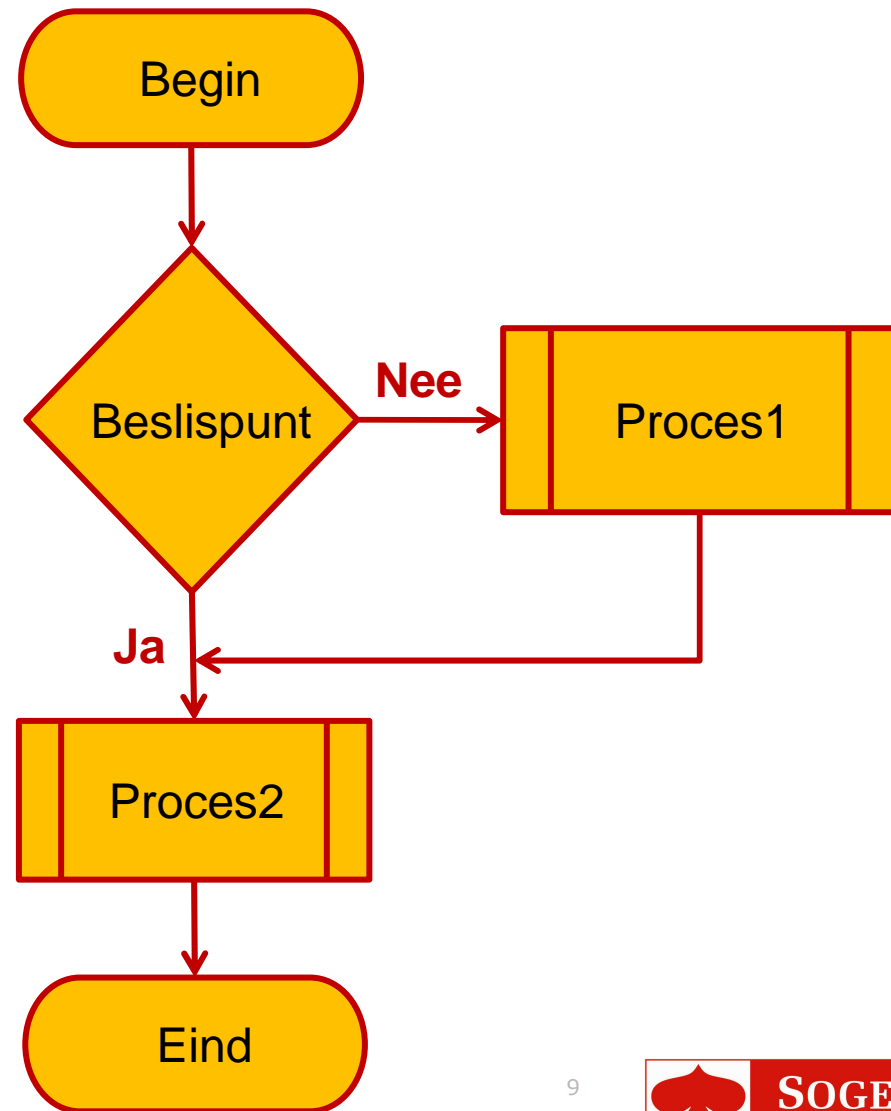 Begin
Beslispunt
Nee
Proces1
Ja
Proces2
Eind
9
SOGE